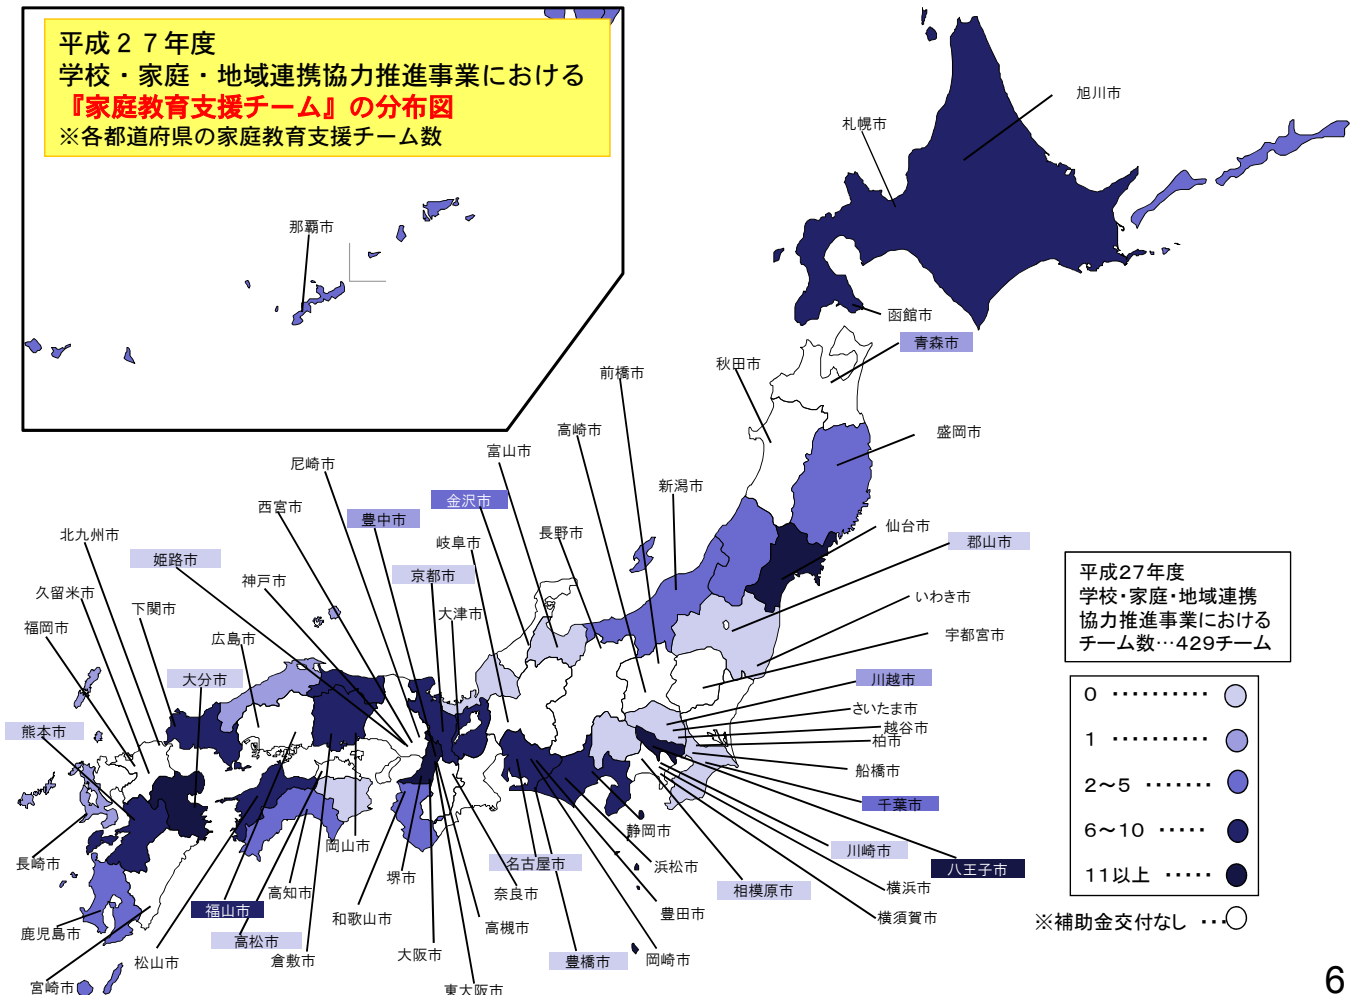 平成２７年度
学校・家庭・地域連携協力推進事業における
『家庭教育支援チーム』の分布図
※各都道府県の家庭教育支援チーム数
那覇市
旭川市
札幌市
函館市
青森市
秋田市
前橋市
高崎市
盛岡市
富山市
尼崎市
新潟市
金沢市
西宮市
豊中市
仙台市
北九州市
岐阜市
長野市
郡山市
姫路市
神戸市
京都市
久留米市
下関市
大津市
いわき市
福岡市
広島市
宇都宮市
大分市
川越市
さいたま市
熊本市
越谷市
柏市
船橋市
千葉市
静岡市
岡山市
川崎市
長崎市
堺市
名古屋市
浜松市
八王子市
高知市
奈良市
相模原市
横浜市
福山市
和歌山市
豊田市
横須賀市
鹿児島市
高槻市
高松市
倉敷市
大阪市
松山市
豊橋市
岡崎市
宮崎市
東大阪市
平成27年度
学校・家庭・地域連携
協力推進事業における
チーム数…429チーム
０ ··········
１ ··········
２～５ ·······
６～10 ·····
11以上 ·····
※補助金交付なし ···
6